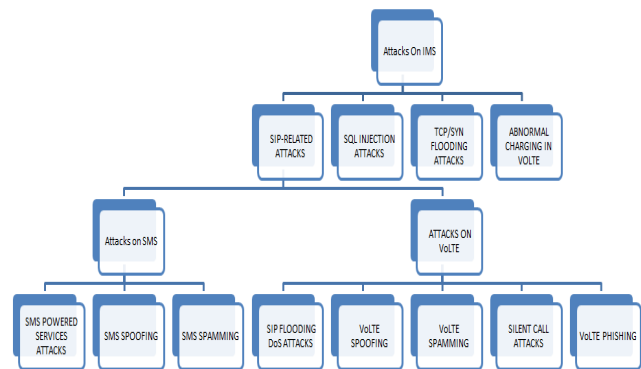 Attacks On IMS
SIP-RELATED
ATTACKS
SQL INJECTION
ATTACKS
TCP/SYN
FLOODING
ATTACKS
ABNORMAL
CHARGING IN
VOLTE
Attacks on SMS
ATTACKS ON
VoLTE
SMS POWERED
SERVICES
ATTACKS
SMS SPOOFING
SMS SPAMMING
SIP FLOODING
DoS ATTACKS
VoLTE
SPOOFING
VoLTE
SPAMMING
SILENT CALL
ATTACKS
VoLTE PHISHING